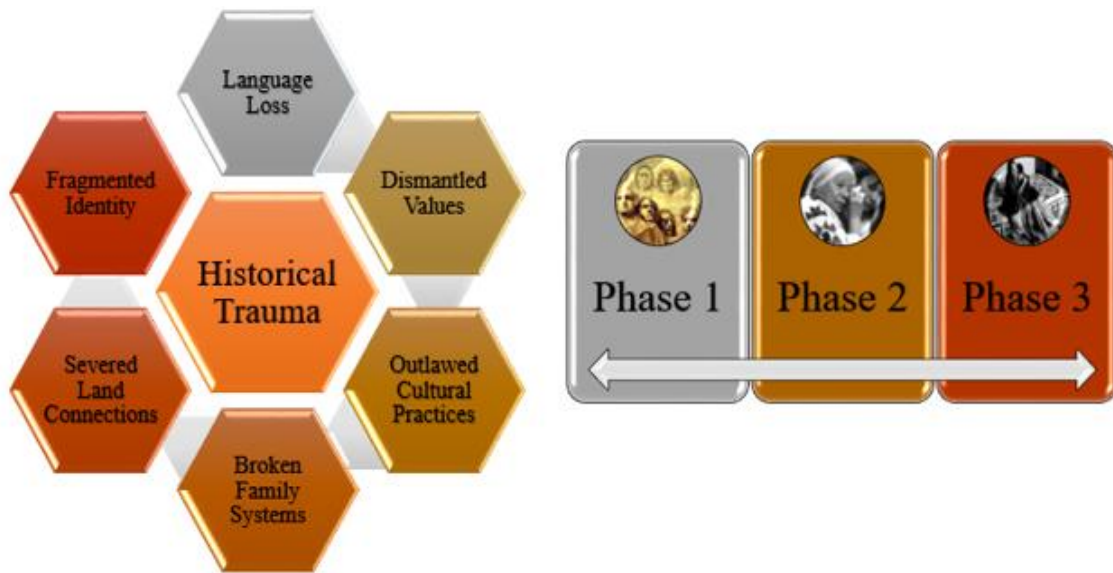 Language
Loss
Fragmented
Identity
Dismantled
Values
Historical
Trauma
Severed
Land
Connections
Outlawed
Cultural
Practices
Broken
Family
Systems
Phase 1
Phase 2
Phase 3